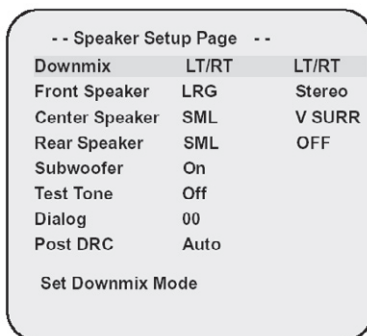 - - Speaker Setup Page - -
Downmix LT/RT LT/RT
Front Speaker LRG Stereo
Center Speaker SML V SURR
Rear Speaker SML OFF
Subwoofer On
Test Tone Off
Dialog 00
Post DRC Auto
Set Downmix Mode